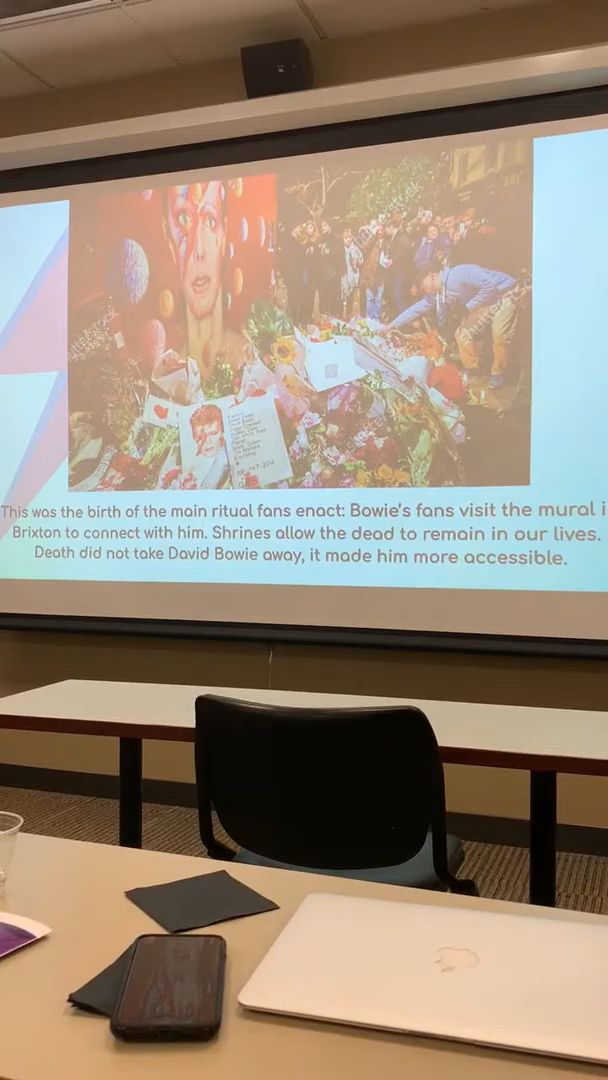 shutterstock
This was the birth of the main ritual fans enact: Bowie's fans visit the mural i
Brixton to connect with him. Shrines allow the dead to remain in our lives.
Death did not take David Bowie away, it made him more accessible.